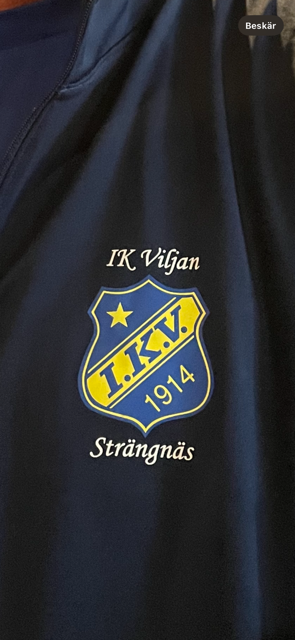 Beskär
IK Viljan
I.K.V.
1914
Strängnäs